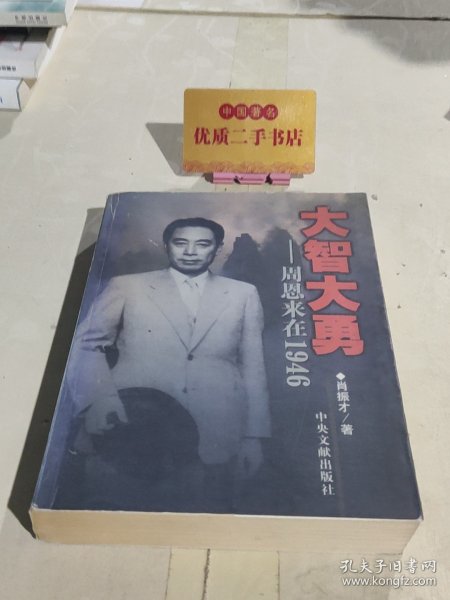 中国著名
优质二手书店
大智大勇
——周恩来在1946
◆肖振才/著
中央文献出版社
孔夫子旧书网
www.kongfz.com